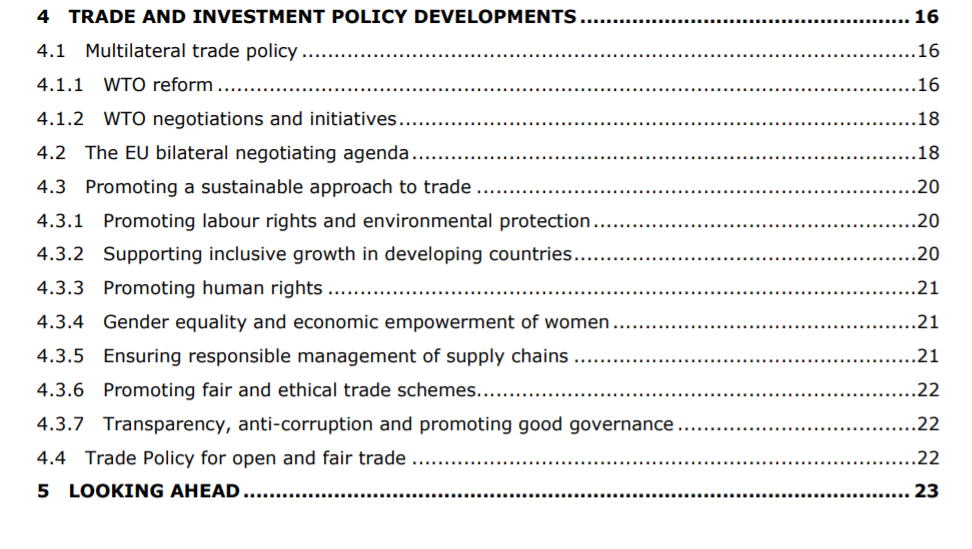 4 TRADE AND INVESTMENT POLICY DEVELOPMENTS.................................................... 16
4.1 Multilateral trade policy ...............................................................................................16
4.1.1 WTO reform ............................................................................................................16
4.1.2 WTO negotiations and initiatives................................................................................18
4.2 The EU bilateral negotiating agenda..............................................................................18
4.3 Promoting a sustainable approach to trade ....................................................................20
4.3.1 Promoting labour rights and environmental protection..................................................20
4.3.2 Supporting inclusive growth in developing countries.....................................................20
4.3.3 Promoting human rights ...........................................................................................21
4.3.4 Gender equality and economic empowerment of women ...............................................21
4.3.5 Ensuring responsible management of supply chains .....................................................21
4.3.6 Promoting fair and ethical trade schemes....................................................................22
4.3.7 Transparency, anti-corruption and promoting good governance .....................................22
4.4 Trade Policy for open and fair trade ..............................................................................22
5 LOOKING AHEAD........................................................................................................ 23